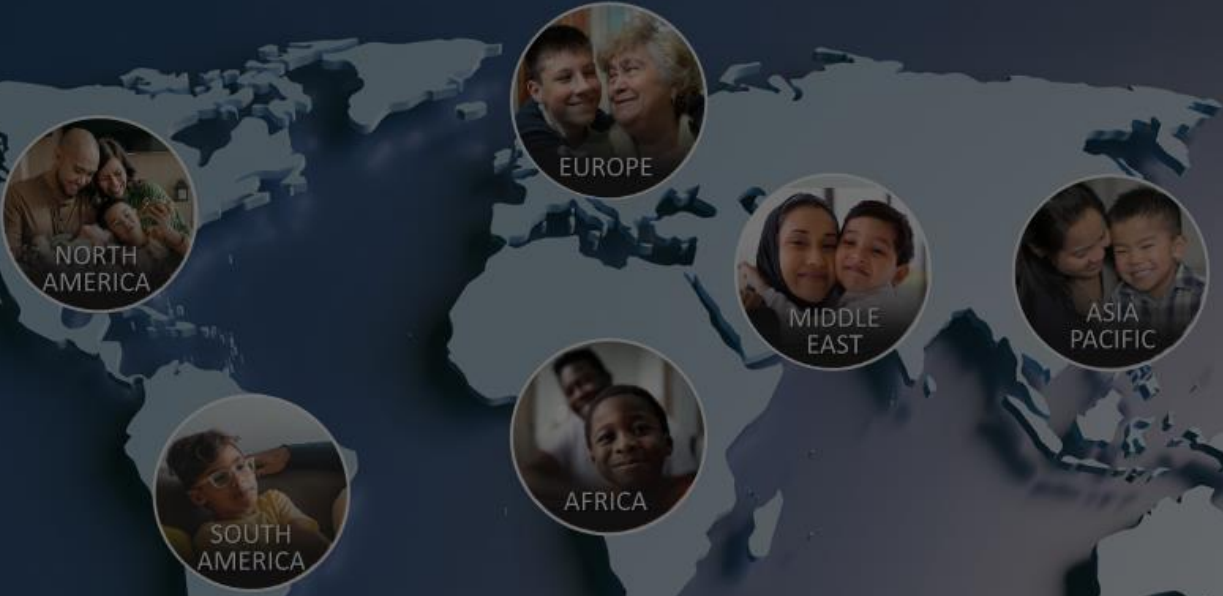 EUROPE
NORTH
AMERICA
MIDDLE
EAST
ASIA
PACIFIC
AFRICA
SOUTH
AMERICA